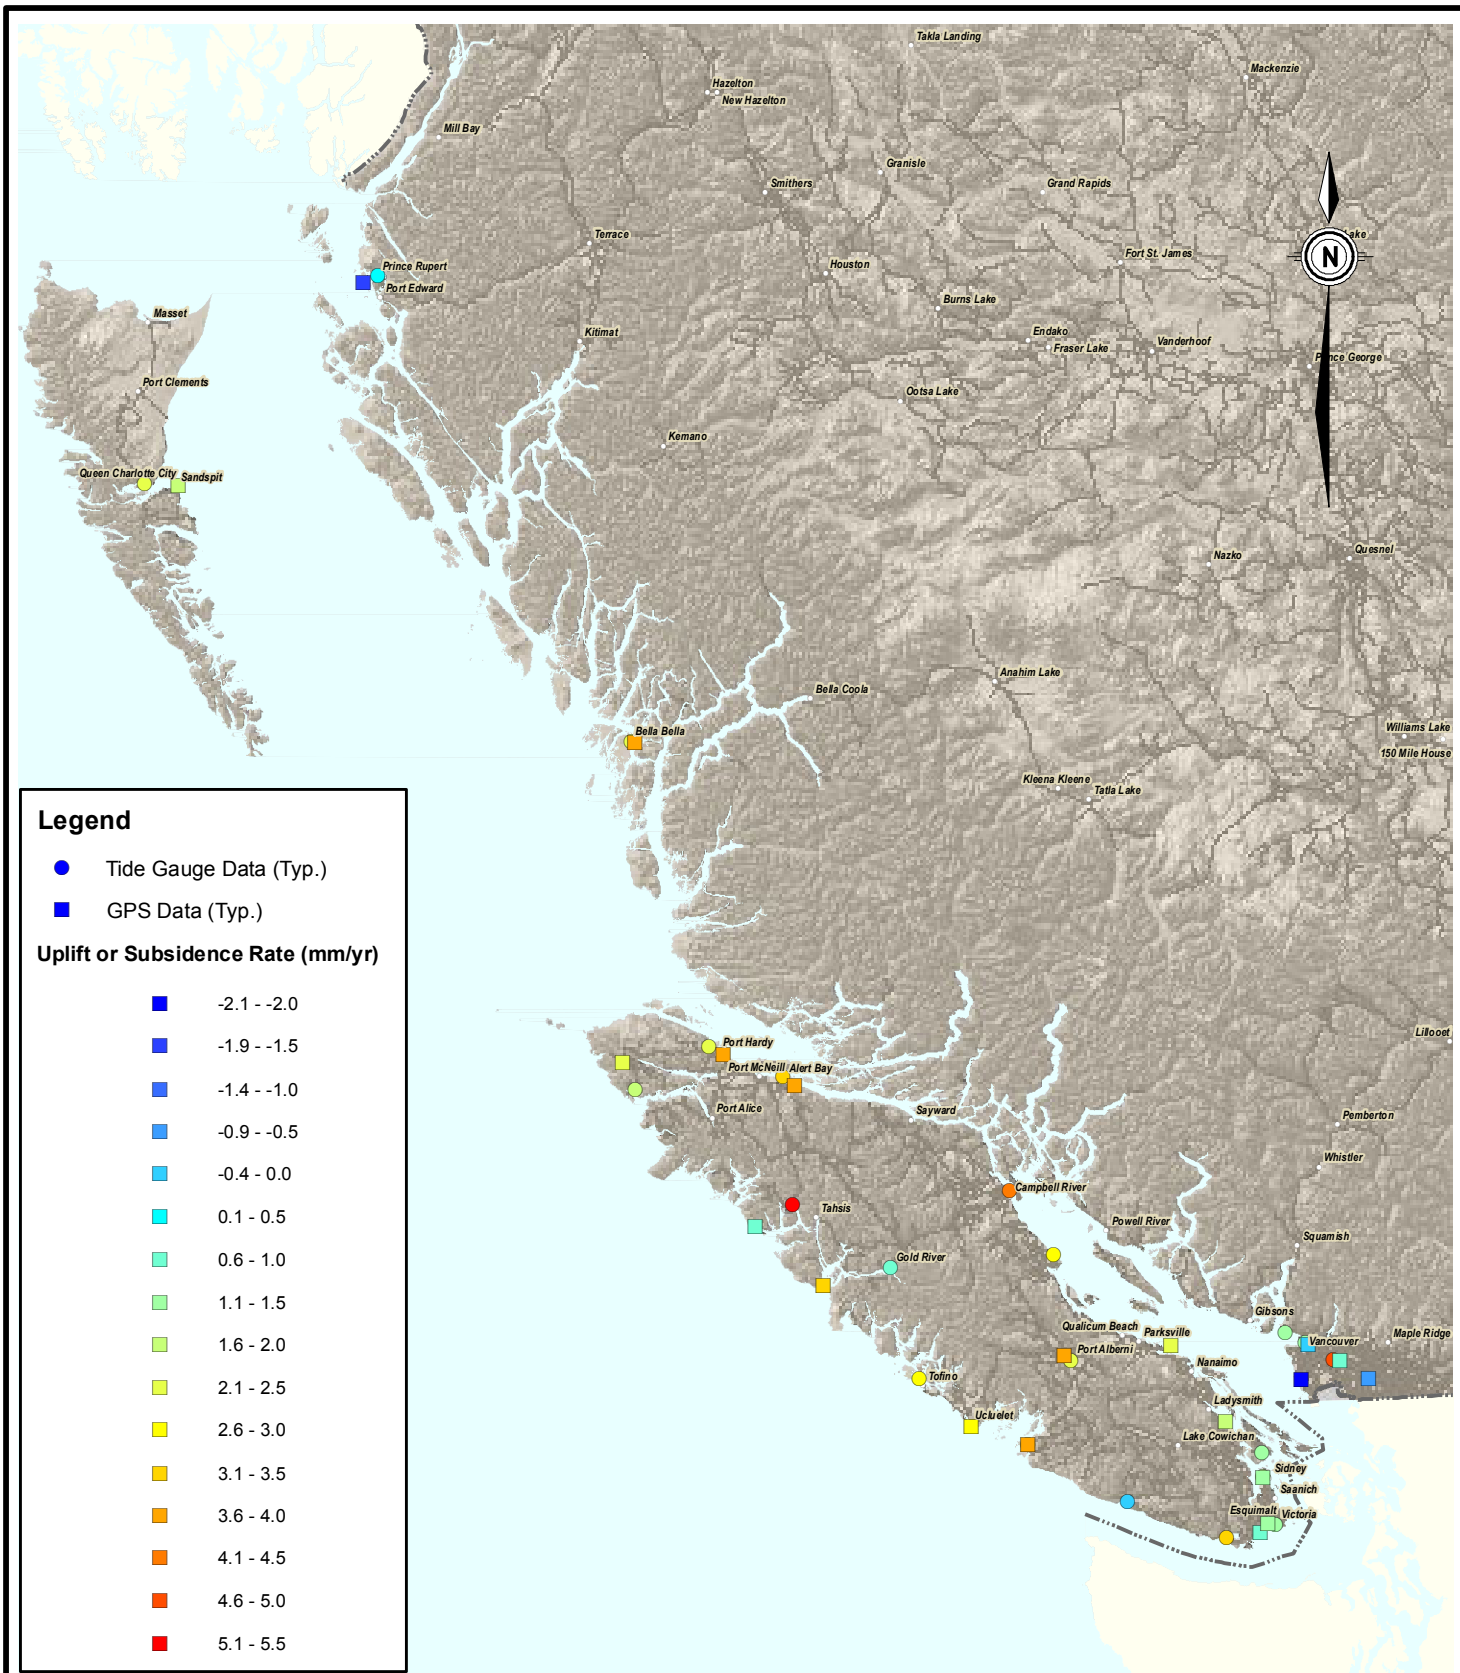 Takla Landing
Mackenzie
Hazelton
New Hazelton
Mill Bay
Granisle
Smithers
Grand Rapids
Terrace
Lake
N
Prince Rupert
Houston
Fort St. James
Port Edward
Burns Lake
Masset
Kitimat
Endako
Fraser Lake
Vanderhoof
Prince George
Port Clements
Ootsa Lake
Kemano
Queen Charlotte City
Sandspit
Nazko
Quesnel
Anahim Lake
Bella Coola
Bella Bella
Williams Lake
150 Mile House
Kleena Kleene
Tatla Lake
Lillooet
Port Hardy
Port McNeill
Alert Bay
Port Alice
Sayward
Pemberton
Whistler
Campbell River
Tahsis
Powell River
Squamish
Gold River
Gibsons
Qualicum Beach
Parksville
Vancouver
Maple Ridge
Port Alberni
Nanaimo
Tofino
Ladysmith
Ucluelet
Lake Cowichan
Sidney
Saanich
Esquimalt
Victoria
Legend
Tide Gauge Data (Typ.)
GPS Data (Typ.)
Uplift or Subsidence Rate (mm/yr)
-2.1 - -2.0
-1.9 - -1.5
-1.4 - -1.0
-0.9 - -0.5
-0.4 - 0.0
0.1 - 0.5
0.6 - 1.0
1.1 - 1.5
1.6 - 2.0
2.1 - 2.5
2.6 - 3.0
3.1 - 3.5
3.6 - 4.0
4.1 - 4.5
4.6 - 5.0
5.1 - 5.5